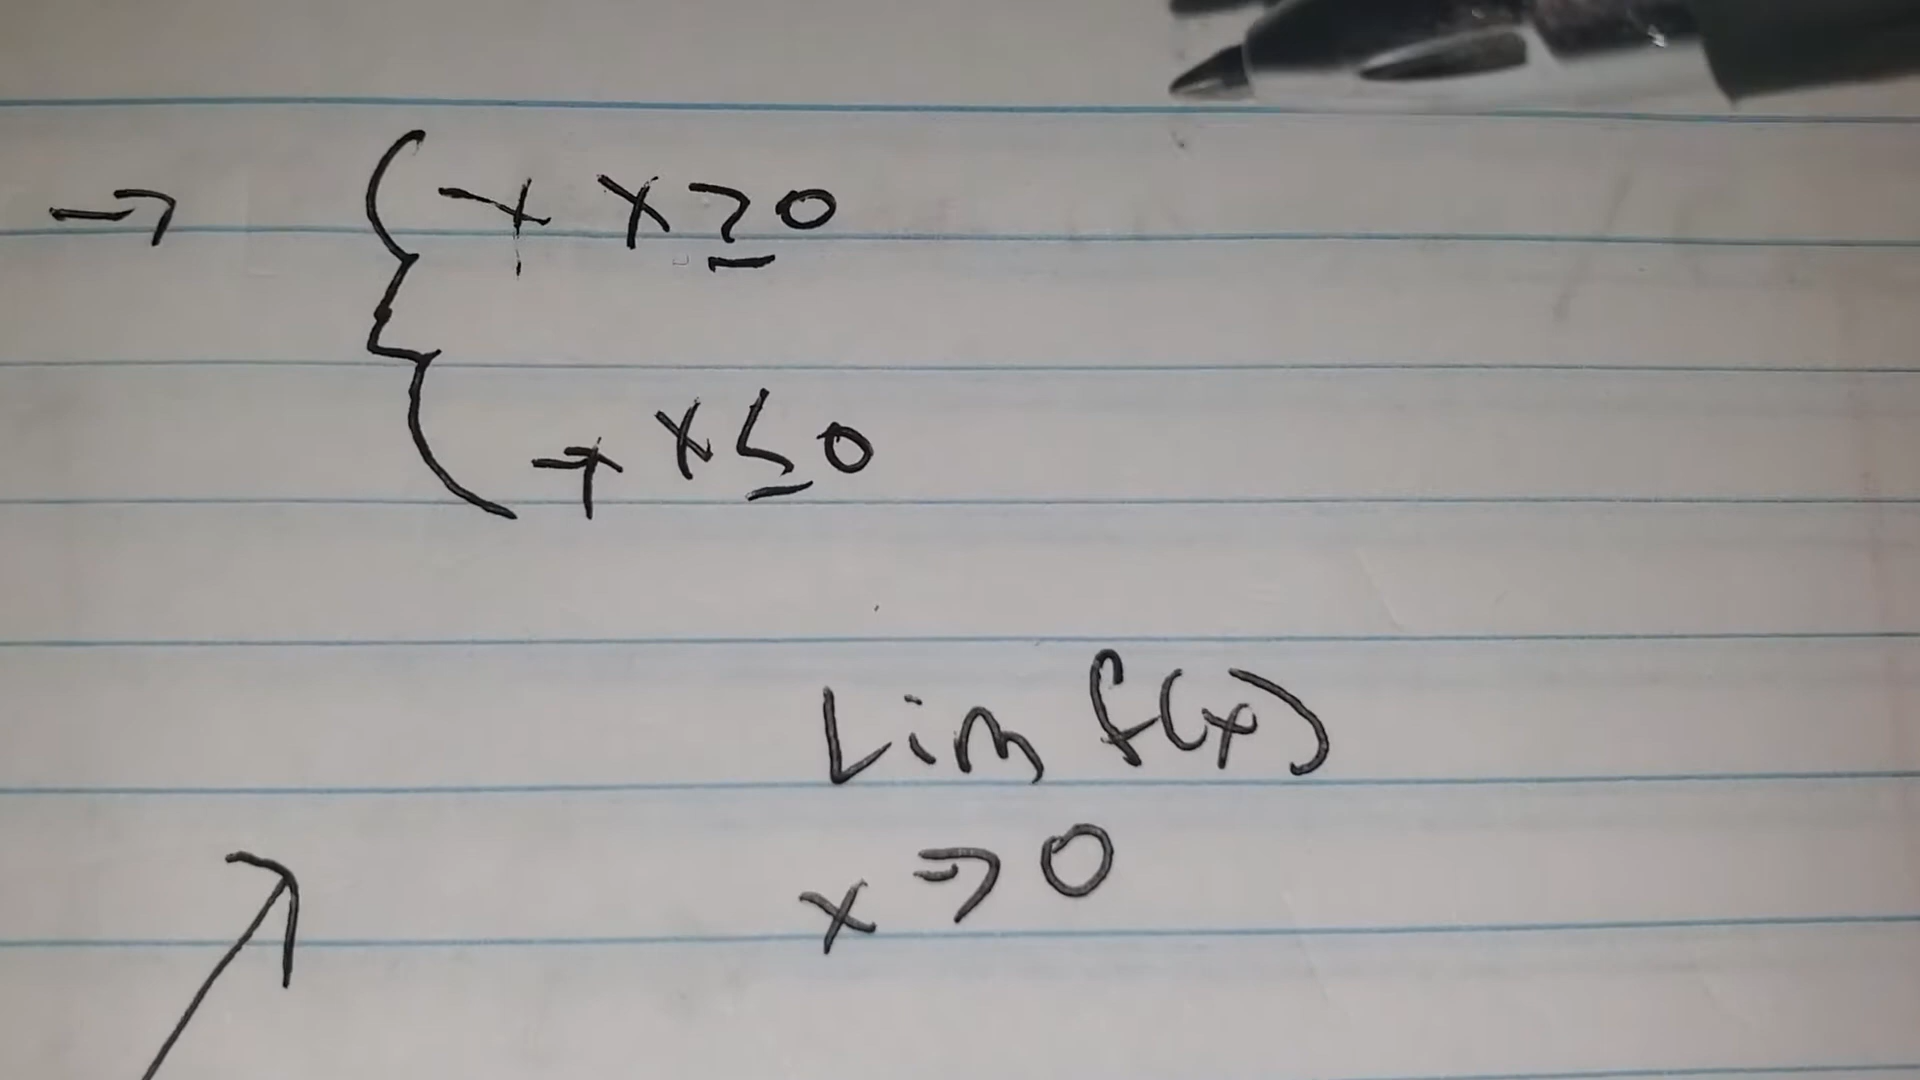 → { + x ≥ 0
+ x ≤ 0
Lim f(x)
x → 0